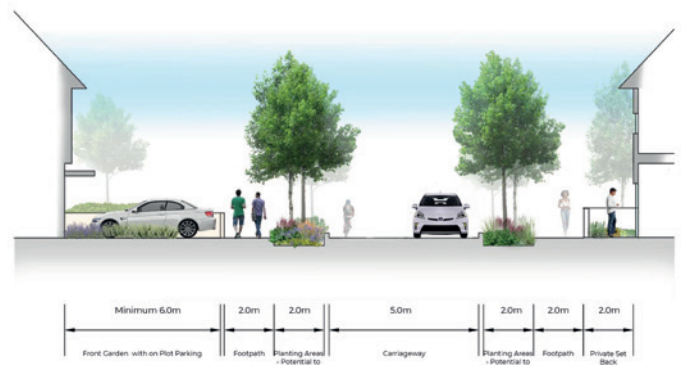 Minimum 6.0m 2.0m 2.0m 5.0m 2.0m 2.0m 2.0m
Front Garden with on Plot Parking Footpath Planting Areas Carriageway Planting Areas Footpath Private Set
- Potential to - Potential to Back